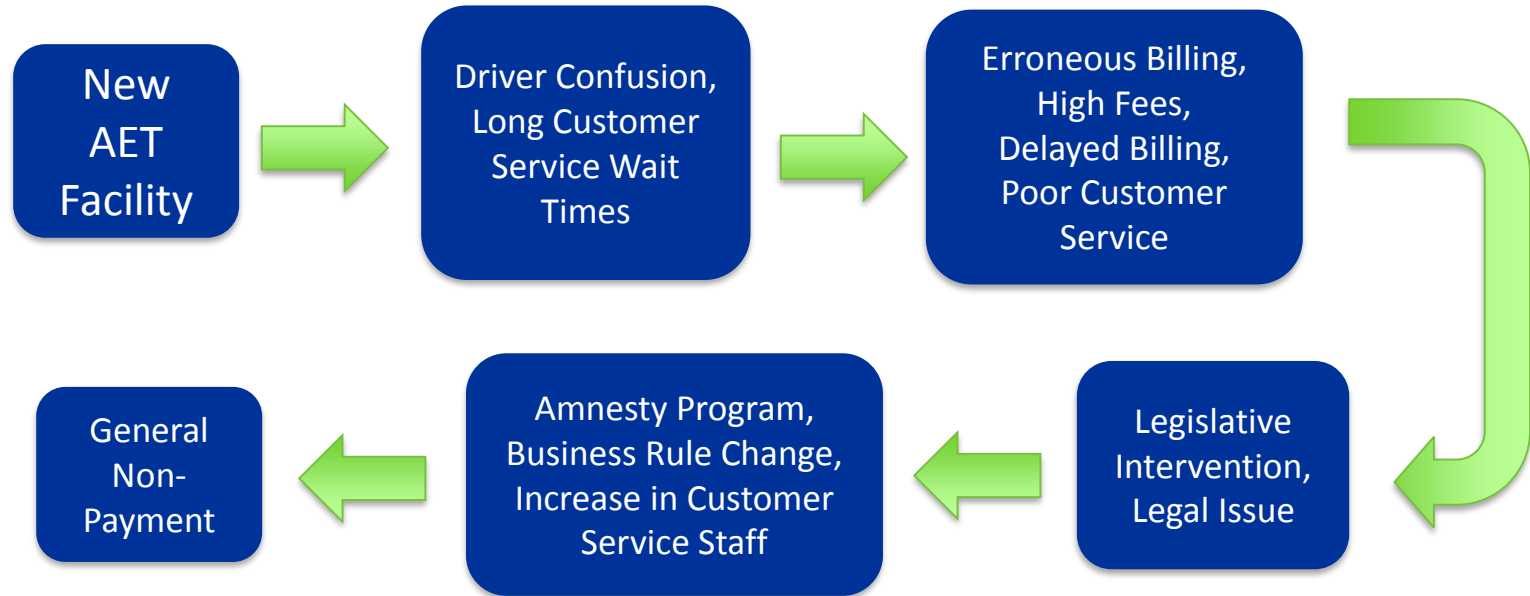 New
AET
Facility
Driver Confusion,
Long Customer
Service Wait
Times
Erroneous Billing,
High Fees,
Delayed Billing,
Poor Customer
Service
Legislative
Intervention,
Legal Issue
Amnesty Program,
Business Rule Change,
Increase in Customer
Service Staff
General
Non-
Payment